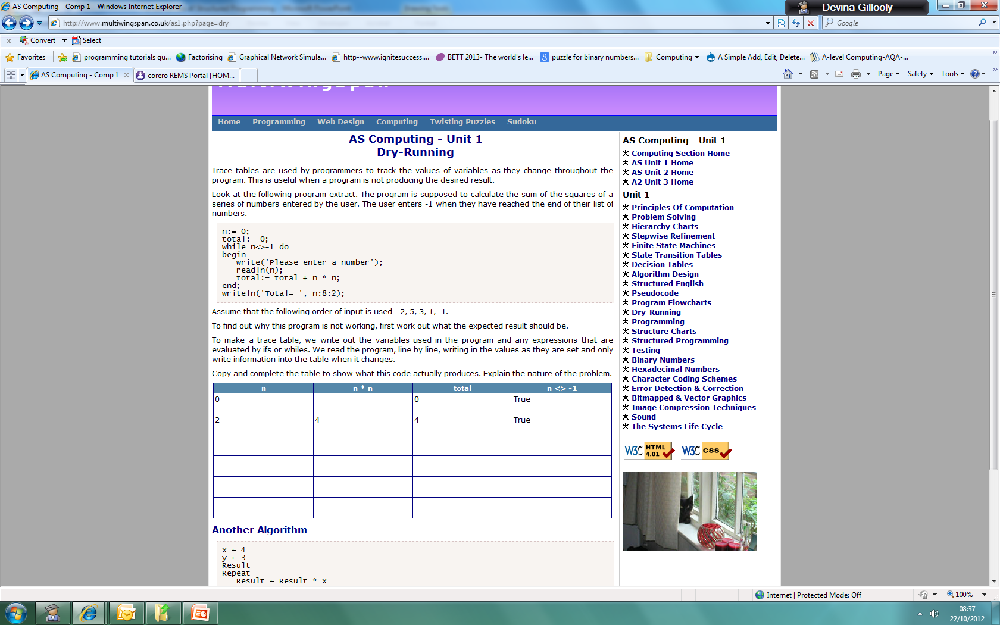 AS Computing - Comp 1 - Windows Internet Explorer
Devina Gillooly
http://www.multiwingspan.co.uk/as1.php?page=dry
Google
x Convert Select
Favorites programming tutorials qu... Factorising Graphical Network Simula... http--www.ignitesuccess.... BETT 2013- The world's le... puzzle for binary numbers... Computing A Simple Add, Edit, Delete... A-level Computing-AQA-...
AS Computing - Comp 1 x corero REMS Portal [HOM... Page Safety Tools
Home Programming Web Design Computing Twisting Puzzles Sudoku
AS Computing - Unit 1
Dry-Running
Trace tables are used by programmers to track the values of variables as they change throughout the
program. This is useful when a program is not producing the desired result.
Look at the following program extract. The program is supposed to calculate the sum of the squares of a
series of numbers entered by the user. The user enters -1 when they have reached the end of their list of
numbers.
n:= 0;
total:= 0;
while n<>-1 do
begin
write('Please enter a number');
readln(n);
total:= total + n * n;
end;
writeln('Total= ', n:8:2);
Assume that the following order of input is used - 2, 5, 3, 1, -1.
To find out why this program is not working, first work out what the expected result should be.
To make a trace table, we write out the variables used in the program and any expressions that are
evaluated by ifs or whiles. We read the program, line by line, writing in the values as they are set and only
write information into the table when it changes.
Copy and complete the table to show what this code actually produces. Explain the nature of the problem.
n n * n total n <> -1
0 0 True
2 4 4 True
Another Algorithm
x ← 4
y ← 3
Result
Repeat
Result ← Result * x
AS Computing - Unit 1
Computing Section Home
AS Unit 1 Home
AS Unit 2 Home
A2 Unit 3 Home
Unit 1
Principles Of Computation
Problem Solving
Hierarchy Charts
Stepwise Refinement
Finite State Machines
State Transition Tables
Decision Tables
Algorithm Design
Structured English
Pseudocode
Program Flowcharts
Dry-Running
Programming
Structure Charts
Structured Programming
Testing
Binary Numbers
Hexadecimal Numbers
Character Coding Schemes
Error Detection & Correction
Bitmapped & Vector Graphics
Image Compression Techniques
Sound
The Systems Life Cycle
W3C HTML 4.01 W3C css
Internet | Protected Mode: Off 100%
08:37
22/10/2012